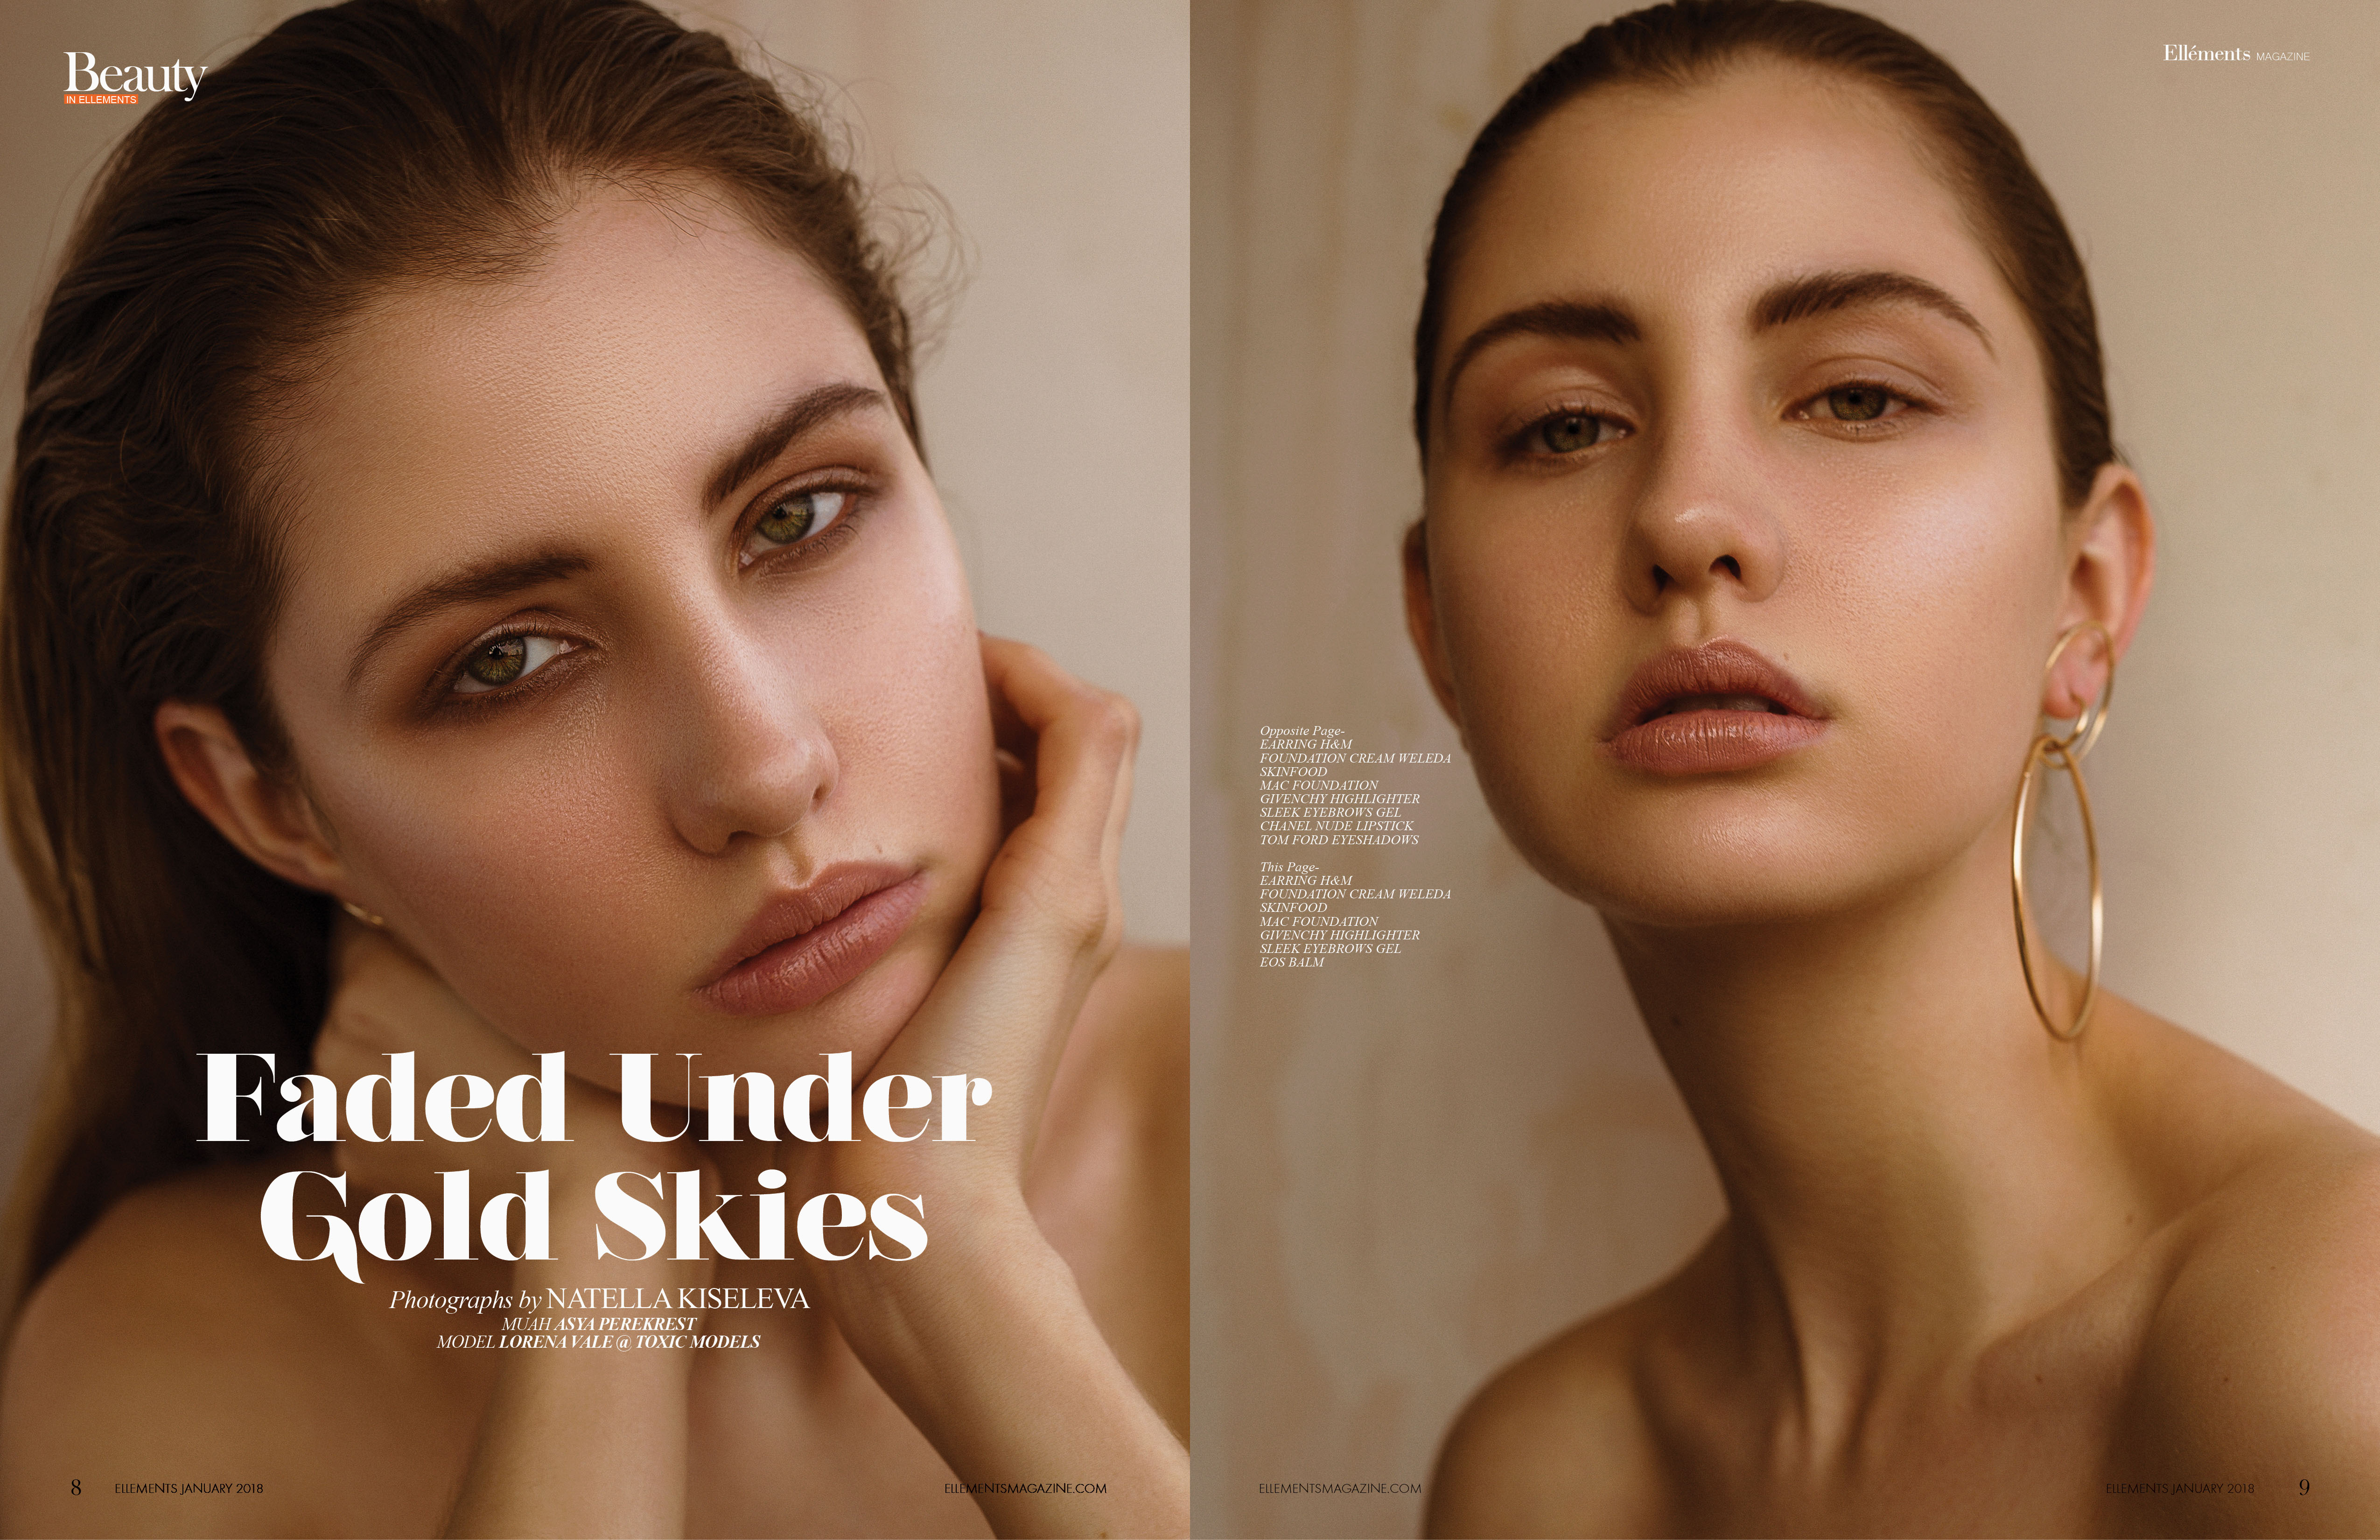 Beauty
IN ELLEMENTS
Faded Under
Gold Skies
Photographs by NATELLA KISELEVA
MUAH ASYA PEREKREST
MODEL LORENA VALE @ TOXIC MODELS
8 ELLEMENTS JANUARY 2018
ELLEMENTSMAGAZINE.COM
Elléments MAGAZINE
Opposite Page-
EARRING H&M
FOUNDATION CREAM WELEDA
SKINFOOD
MAC FOUNDATION
GIVENCHY HIGHLIGHTER
SLEEK EYEBROWS GEL
CHANEL NUDE LIPSTICK
TOM FORD EYESHADOWS
This Page-
EARRING H&M
FOUNDATION CREAM WELEDA
SKINFOOD
MAC FOUNDATION
GIVENCHY HIGHLIGHTER
SLEEK EYEBROWS GEL
EOS BALM
ELLEMENTSMAGAZINE.COM
ELLEMENTS JANUARY 2018 9